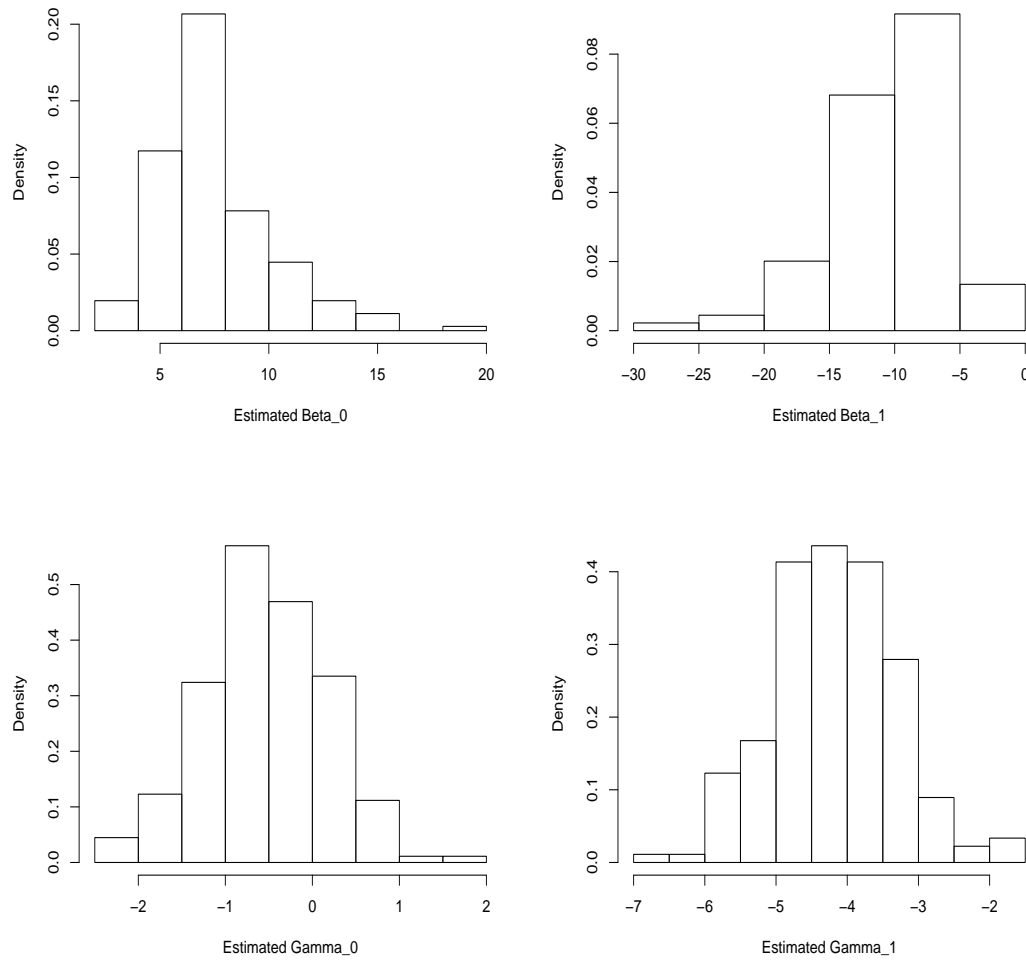 Density
0.00 0.05 0.10 0.15 0.20
5 10 15 20
Estimated Beta_0
Density
0.00 0.02 0.04 0.06 0.08
−30 −25 −20 −15 −10 −5 0
Estimated Beta_1
Density
0.0 0.1 0.2 0.3 0.4 0.5
−2 −1 0 1 2
Estimated Gamma_0
Density
0.0 0.1 0.2 0.3 0.4
−7 −6 −5 −4 −3 −2
Estimated Gamma_1